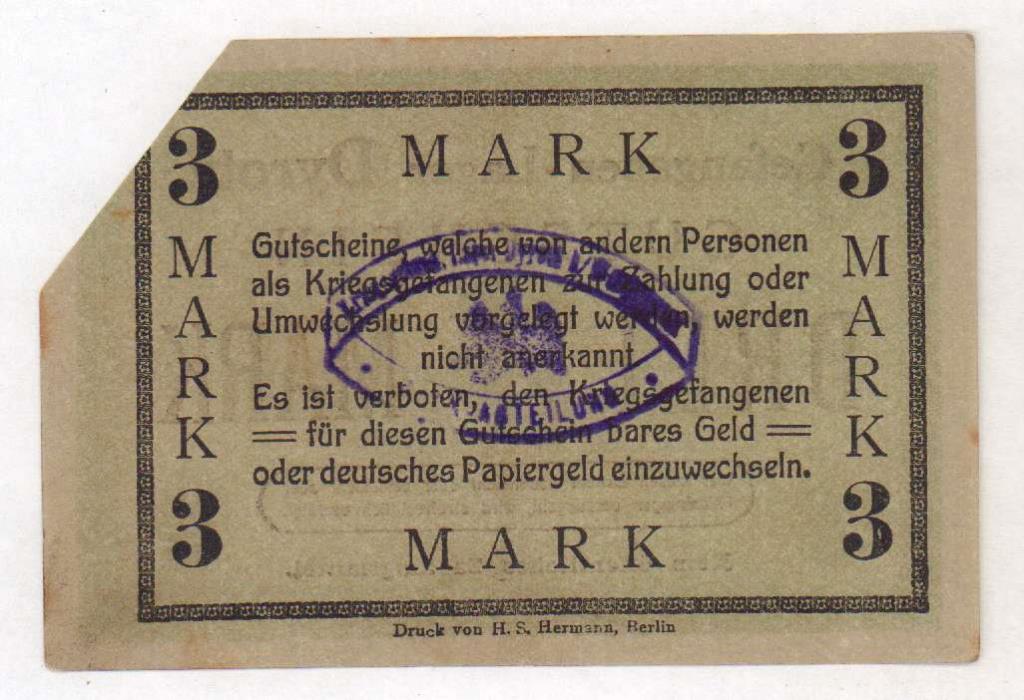 3 MARK 3
MARK MARK
Gutscheine, welche von andern Personen
als Kriegsgefangenen zur Zahlung oder
Umwechslung vorgelegt werden, werden
nicht anerkannt
Es ist verboten, den Kriegsgefangenen
für diesen Gutschein bares Geld
oder deutsches Papiergeld einzuwechseln.
3 MARK 3
Druck von H. S. Hermann, Berlin